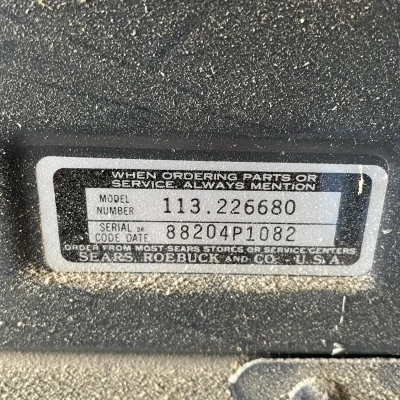 WHEN ORDERING PARTS OR
SERVICE, ALWAYS MENTION
MODEL
NUMBER 113.226680
SERIAL OR
CODE DATE 88204P1082
ORDER FROM MOST SEARS STORES OR SERVICE CENTERS
SEARS, ROEBUCK AND CO., U.S.A.